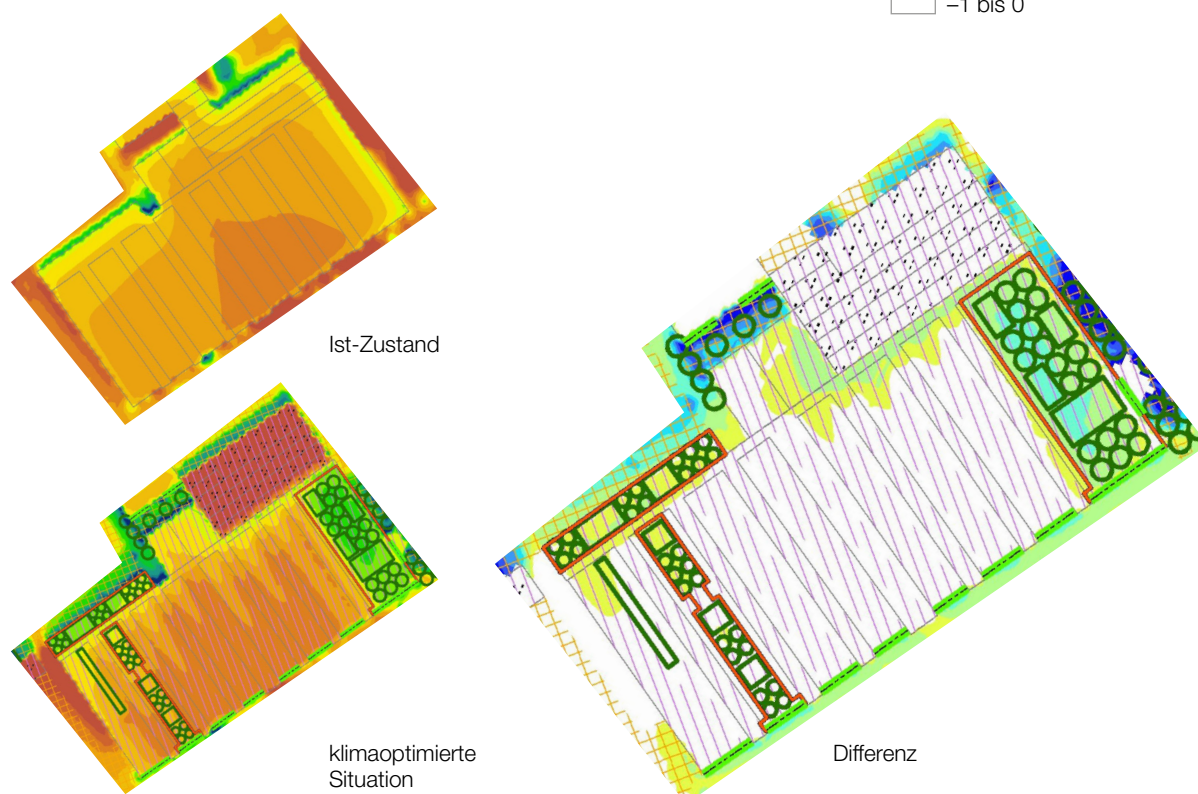 –1 bis 0
Ist-Zustand
klimaoptimierte
Situation
Differenz